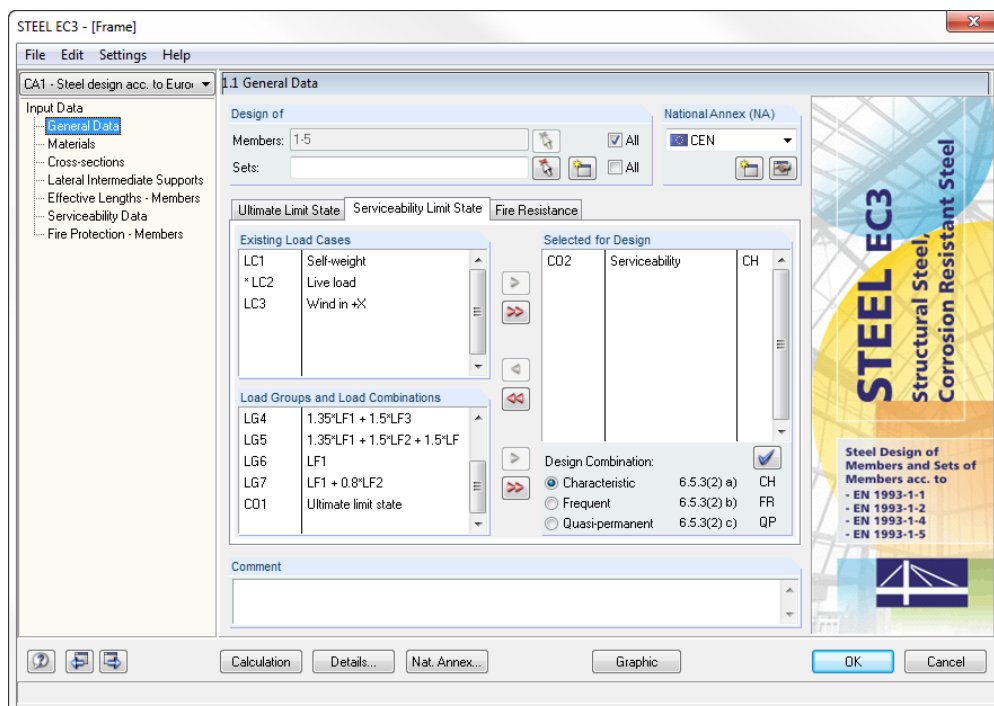 STEEL EC3 - [Frame]
File Edit Settings Help
CA1 - Steel design acc. to Euro
Input Data
General Data
Materials
Cross-sections
Lateral Intermediate Supports
Effective Lengths - Members
Serviceability Data
Fire Protection - Members
1.1 General Data
Design of
Members: 1-5 All
Sets: All
National Annex (NA)
CEN
Ultimate Limit State Serviceability Limit State Fire Resistance
Existing Load Cases
LC1 Self-weight
* LC2 Live load
LC3 Wind in +X
Load Groups and Load Combinations
LG4 1.35*LF1 + 1.5*LF3
LG5 1.35*LF1 + 1.5*LF2 + 1.5*LF
LG6 LF1
LG7 LF1 + 0.8*LF2
CO1 Ultimate limit state
Selected for Design
CO2 Serviceability CH
Design Combination:
Characteristic 6.5.3(2) a) CH
Frequent 6.5.3(2) b) FR
Quasi-permanent 6.5.3(2) c) QP
Comment
STEEL EC3
Structural Steel,
Corrosion Resistant Steel
Steel Design of
Members and Sets of
Members acc. to
- EN 1993-1-1
- EN 1993-1-2
- EN 1993-1-4
- EN 1993-1-5
Calculation Details... Nat. Annex... Graphic OK Cancel